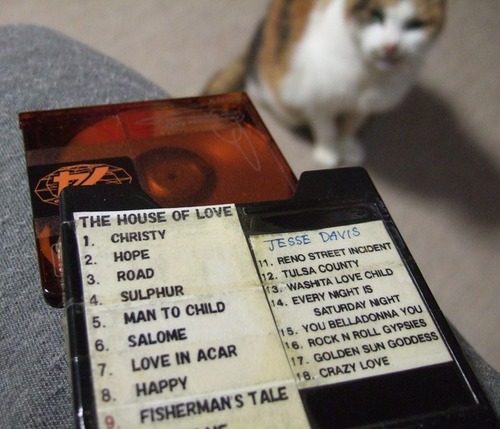 THE HOUSE OF LOVE
1. CHRISTY
2. HOPE
3. ROAD
4. SULPHUR
5. MAN TO CHILD
6. SALOME
7. LOVE IN ACAR
8. HAPPY
9. FISHERMAN'S TALE
JESSE DAVIS
11. RENO STREET INCIDENT
12. TULSA COUNTY
13. WASHITA LOVE CHILD
14. EVERY NIGHT IS
SATURDAY NIGHT
15. YOU BELLADONNA YOU
16. ROCK N ROLL GYPSIES
17. GOLDEN SUN GODDESS
18. CRAZY LOVE
74